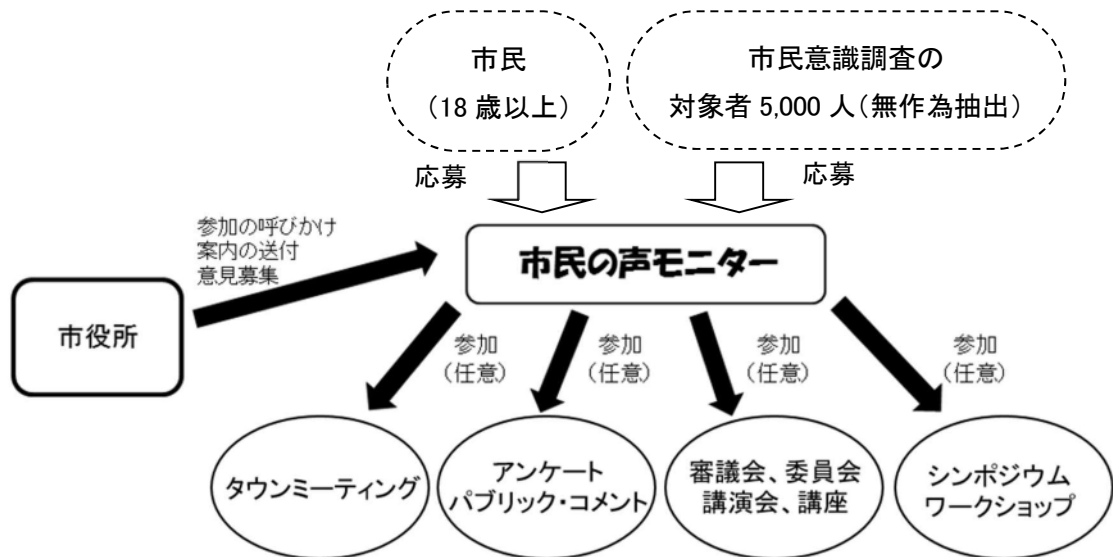 市民
（18 歳以上）
市民意識調査の
対象者 5,000 人（無作為抽出）
応募
応募
参加の呼びかけ
案内の送付
意見募集
市民の声モニター
市役所
参加
（任意）
参加
（任意）
参加
（任意）
参加
（任意）
タウンミーティング
アンケート
パブリック・コメント
審議会、委員会
講演会、講座
シンポジウム
ワークショップ